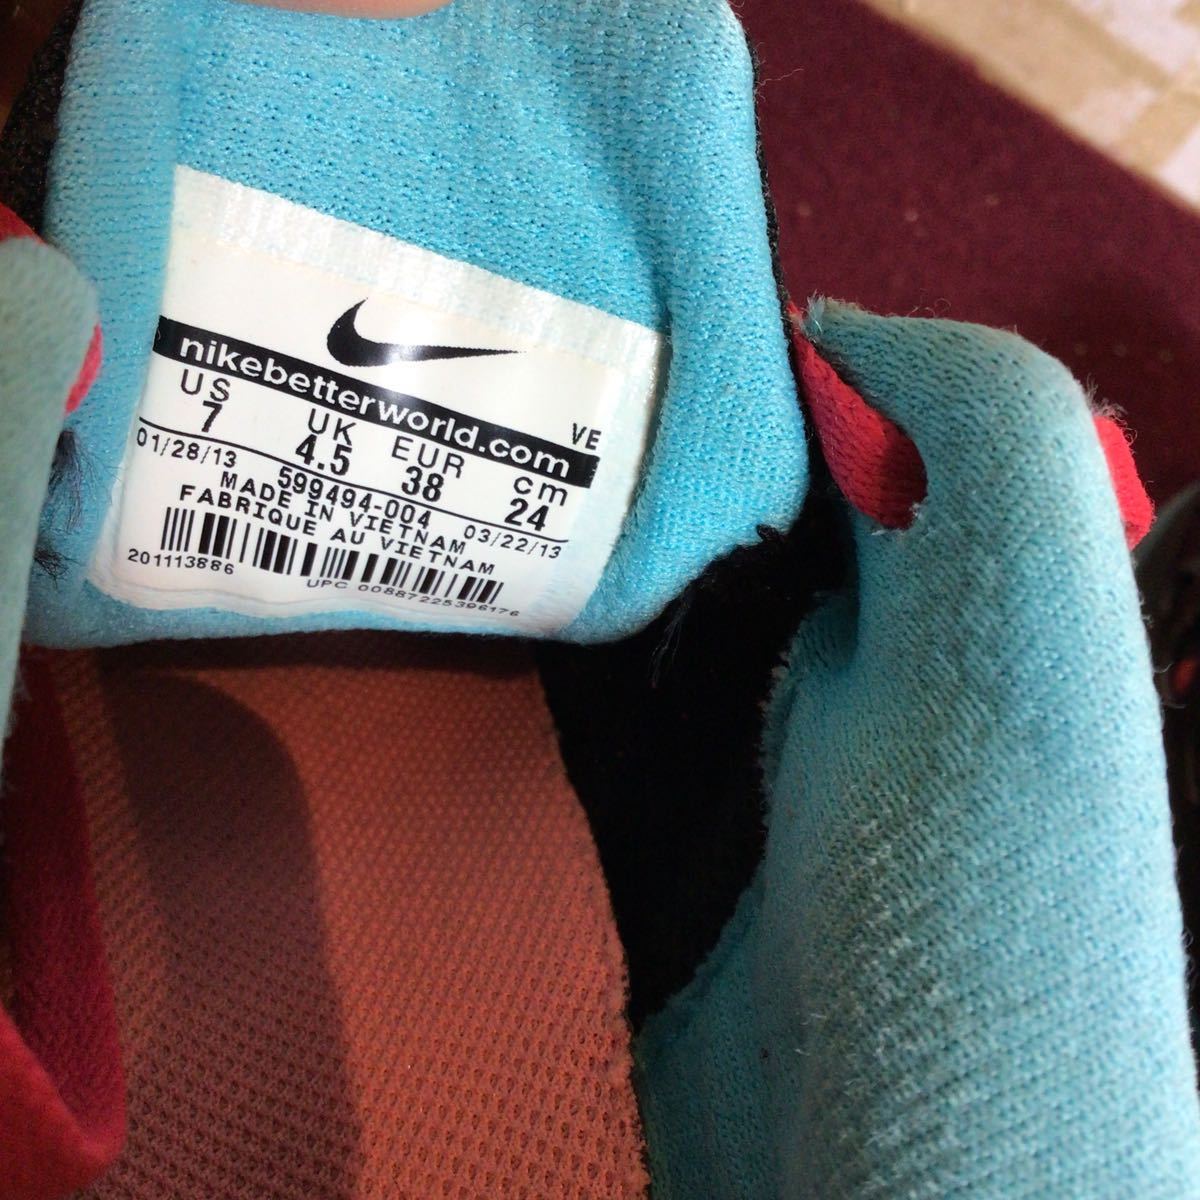 nikebetterworld.com
VE
US UK EUR cm
7 4.5 38 24
01/28/13 599494-004 03/22/13
MADE IN VIETNAM
FABRIQUE AU VIETNAM
201113886 UPC 00887225396176